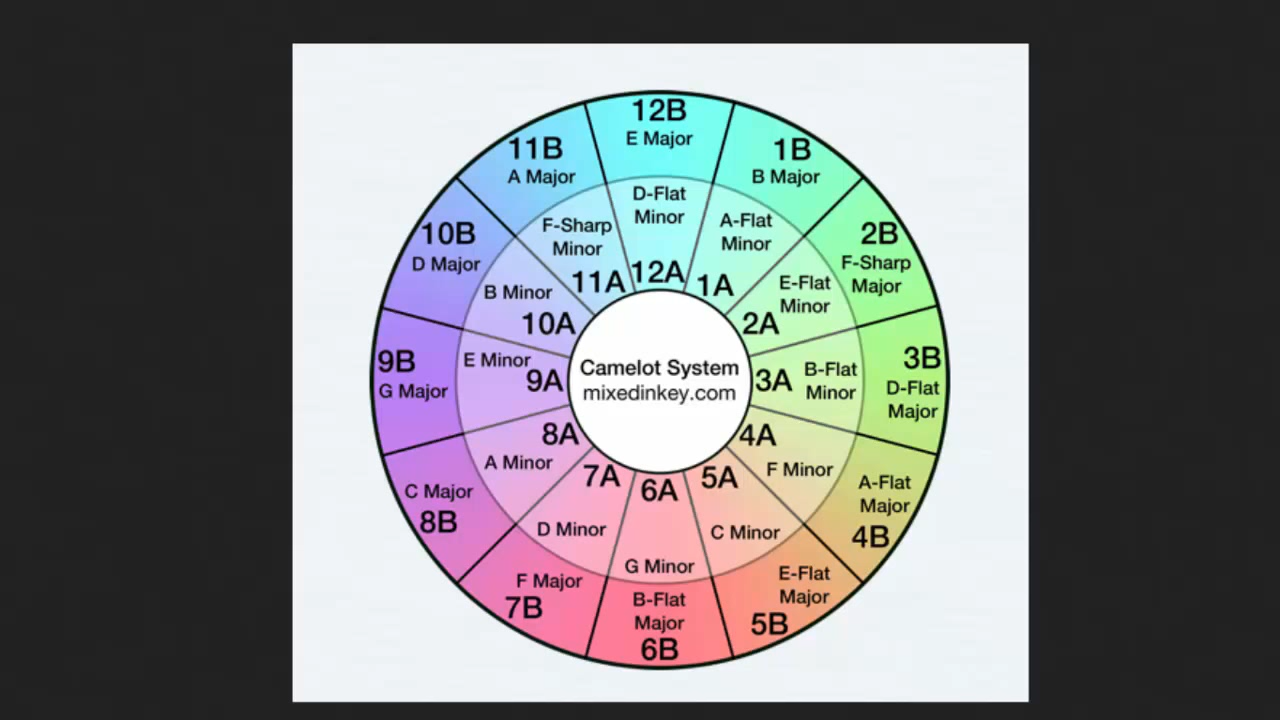 12B
E Major
1B
B Major
2B
F-Sharp
Major
3B
D-Flat
Major
A-Flat
Major
4B
E-Flat
Major
5B
B-Flat
Major
6B
F Major
7B
C Major
8B
9B
G Major
10B
D Major
11B
A Major
D-Flat
Minor
12A
A-Flat
Minor
1A
E-Flat
Minor
2A
3A
B-Flat
Minor
4A
F Minor
5A
C Minor
6A
G Minor
7A
D Minor
8A
A Minor
E Minor
9A
B Minor
10A
F-Sharp
Minor
11A
Camelot System
mixedinkey.com